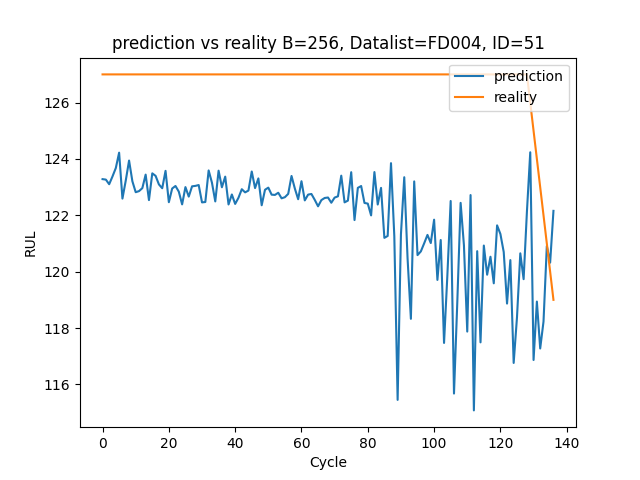 prediction vs reality B=256, Datalist=FD004, ID=51
prediction
reality
RUL
126
124
122
120
118
116
0 20 40 60 80 100 120 140
Cycle